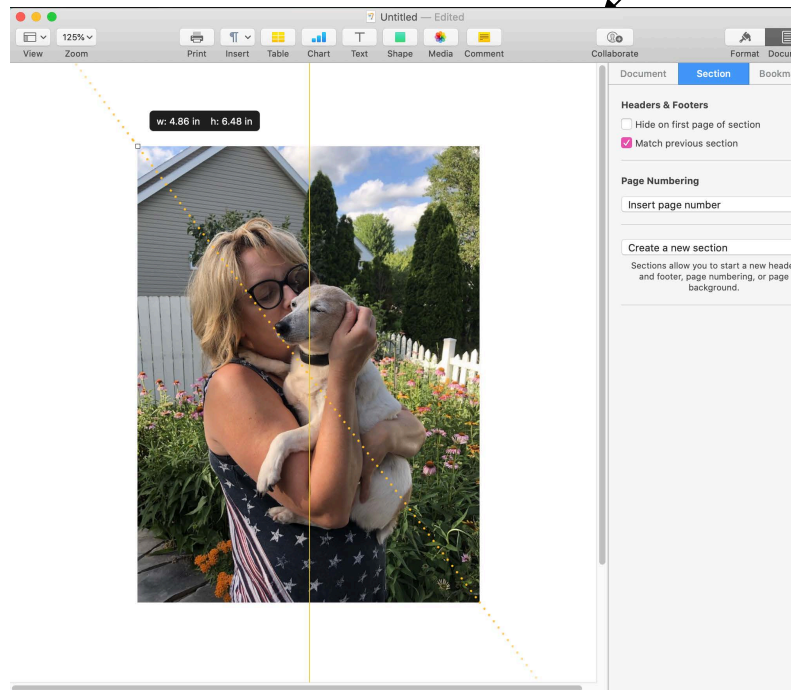 Untitled — Edited
125%
View Zoom Print Insert Table Chart Text Shape Media Comment Collaborate Format
Document Section
Headers & Footers
Hide on first page of section
Match previous section
w: 4.86 in h: 6.48 in
Page Numbering
Insert page number
Create a new section
Sections allow you to start a new
and footer, page numbering, or page
background.